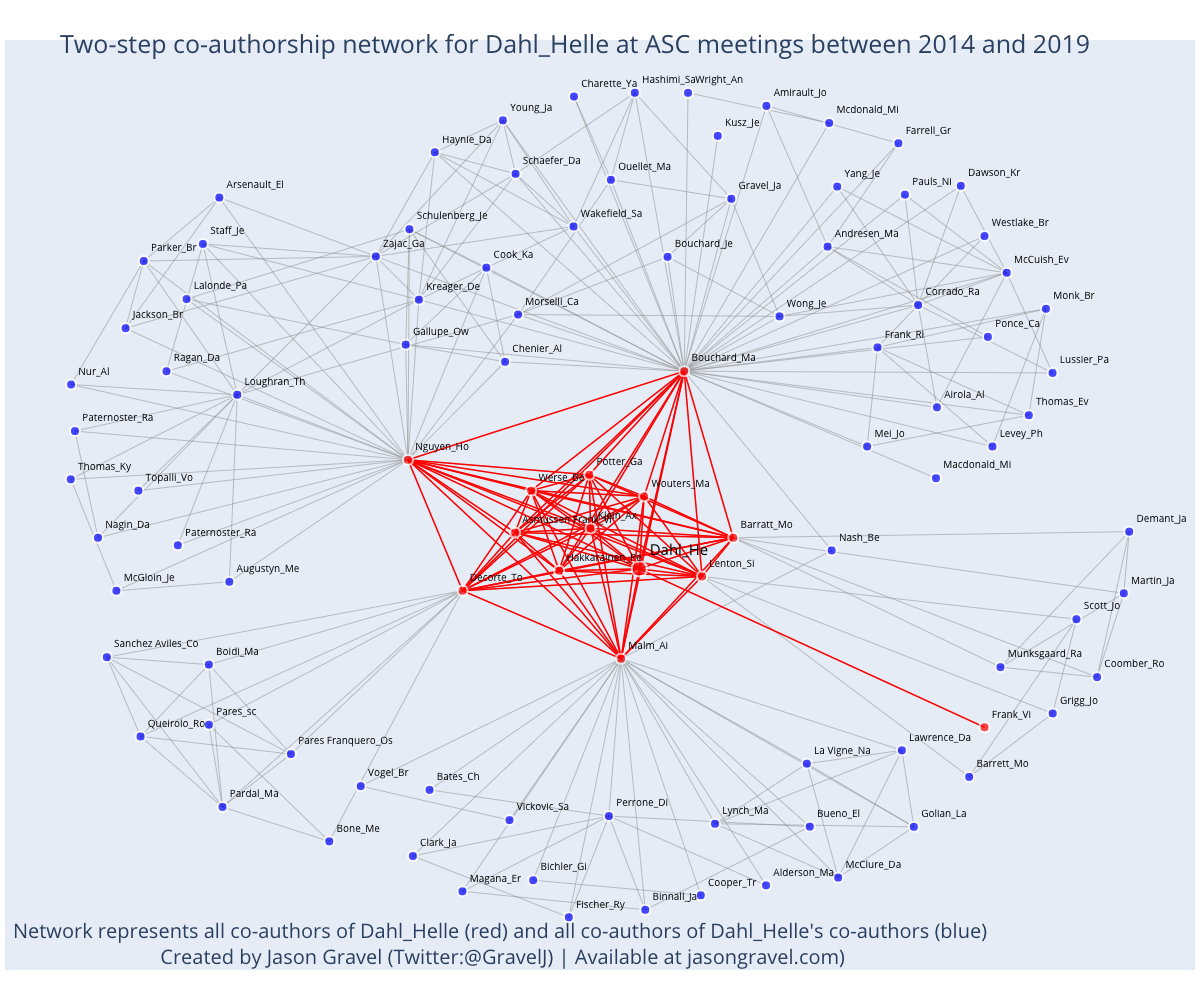 Two-step co-authorship network for Dahl_Helle at ASC meetings between 2014 and 2019
Charette_Ya
Hashimi_Sa
Wright_An
Amirault_Jo
Young_Ja
Mcdonald_Mi
Kusz_Je
Farrell_Gr
Haynie_Da
Schaefer_Da
Ouellet_Ma
Yang_Je
Dawson_Kr
Arsenault_El
Gravel_Ja
Pauls_Ni
Schulenberg_Je
Wakefield_Sa
Westlake_Br
Staff_Je
Andresen_Ma
Parker_Br
Zajac_Ga
Bouchard_Je
Cook_Ka
McCuish_Ev
Lalonde_Pa
Kreager_De
Corrado_Ra
Monk_Br
Jackson_Br
Morselli_Ca
Wong_Je
Ponce_Ca
Gallupe_Ow
Frank_Ri
Ragan_Da
Chenier_Al
Bouchard_Ma
Lussier_Pa
Nur_Al
Loughran_Th
Airola_Al
Thomas_Ev
Paternoster_Ra
Mei_Jo
Levey_Ph
Nguyen_Ho
Potter_Ga
Macdonald_Mi
Thomas_Ky
Topalli_Vo
Werse_Be
Wouters_Ma
Asmussen Frank_Vi
Klein_Ax
Nagin_Da
Paternoster_Ra
Barratt_Mo
Demant_Ja
Dahl_He
Nash_Be
Hakkarainen_Pe
Lenton_Si
McGloin_Je
Augustyn_Me
Decorte_To
Martin_Ja
Scott_Jo
Sanchez Aviles_Co
Boidi_Ma
Malm_Ai
Munksgaard_Ra
Coomber_Ro
Queirolo_Ro
Pares_sc
Grigg_Jo
Frank_Vi
Pares Franquero_Os
La Vigne_Na
Lawrence_Da
Barrett_Mo
Vogel_Br
Bates_Ch
Pardal_Ma
Vickovic_Sa
Perrone_Di
Lynch_Ma
Bueno_El
Golian_La
Bone_Me
Clark_Ja
Bichler_Gi
Magana_Er
Cooper_Tr
Alderson_Ma
McClure_Da
Binnall_Ja
Fischer_Ry
Network represents all co-authors of Dahl_Helle (red) and all co-authors of Dahl_Helle's co-authors (blue)
Created by Jason Gravel (Twitter:@GravelJ) | Available at jasongravel.com)